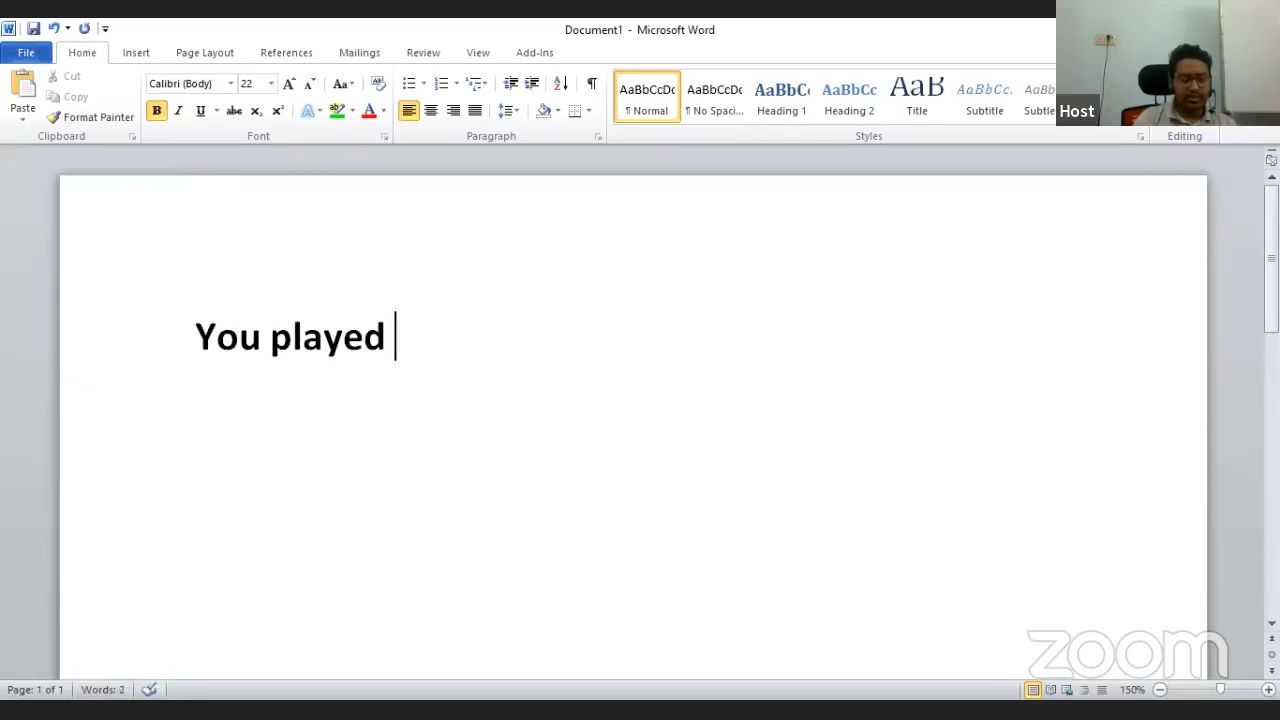 Document1 - Microsoft Word
File Home Insert Page Layout References Mailings Review View Add-Ins
Paste
Cut
Copy
Format Painter
Clipboard
Calibri (Body) 22
Font
Paragraph
AaBbCcDc AaBbCcDc AaBbC AaBbCc AaB AaBbCc.
Normal No Spaci... Heading 1 Heading 2 Title Subtitle Subtle
Styles
Editing
Host
You played
zoom
Page: 1 of 1 Words: 2 150%